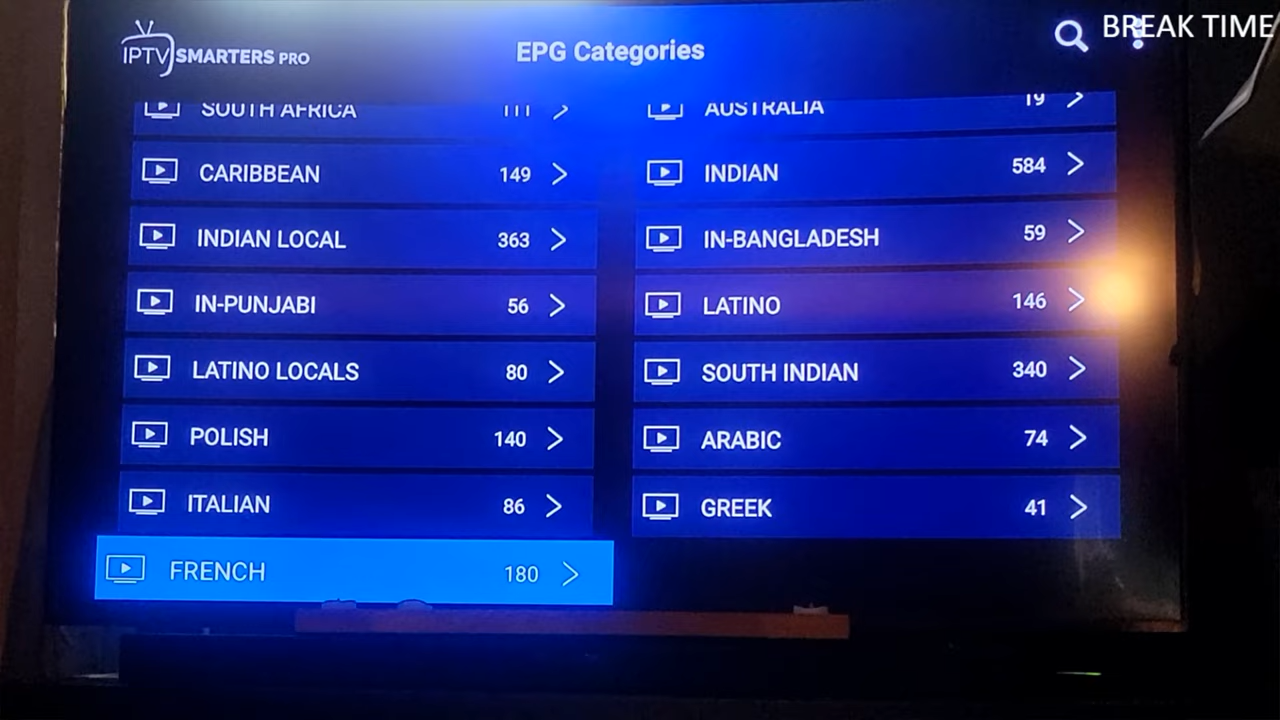 BREAK TIME
IPTV SMARTERS PRO
EPG Categories
SOUTH AFRICA 111
AUSTRALIA 19
CARIBBEAN 149
INDIAN 584
INDIAN LOCAL 363
IN-BANGLADESH 59
IN-PUNJABI 56
LATINO 146
LATINO LOCALS 80
SOUTH INDIAN 340
POLISH 140
ARABIC 74
ITALIAN 86
GREEK 41
FRENCH 180